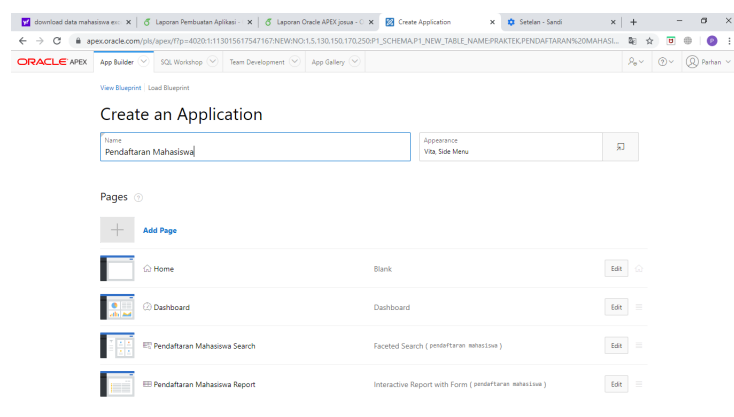 download data mahasiswa exc
Laporan Pembuatan Aplikasi -
Laporan Oracle APEX josua - D
Create Application
Setelan - Sandi
apex.oracle.com/pls/apex/f?p=4020:1:113015617547167:NEW:NO:1,5,130,150,170,250:P1_SCHEMA,P1_NEW_TABLE_NAME:PRAKTEK,PENDAFTARAN%20MAHASI...
ORACLE APEX App Builder SQL Workshop Team Development App Gallery Parhan
View Blueprint Load Blueprint
Create an Application
Name
Pendaftaran Mahasiswa
Appearance
Vita, Side Menu
Pages
Add Page
Home Blank Edit
Dashboard Dashboard Edit
Pendaftaran Mahasiswa Search Faceted Search ( pendaftaran mahasiswa ) Edit
Pendaftaran Mahasiswa Report Interactive Report with Form ( pendaftaran mahasiswa ) Edit